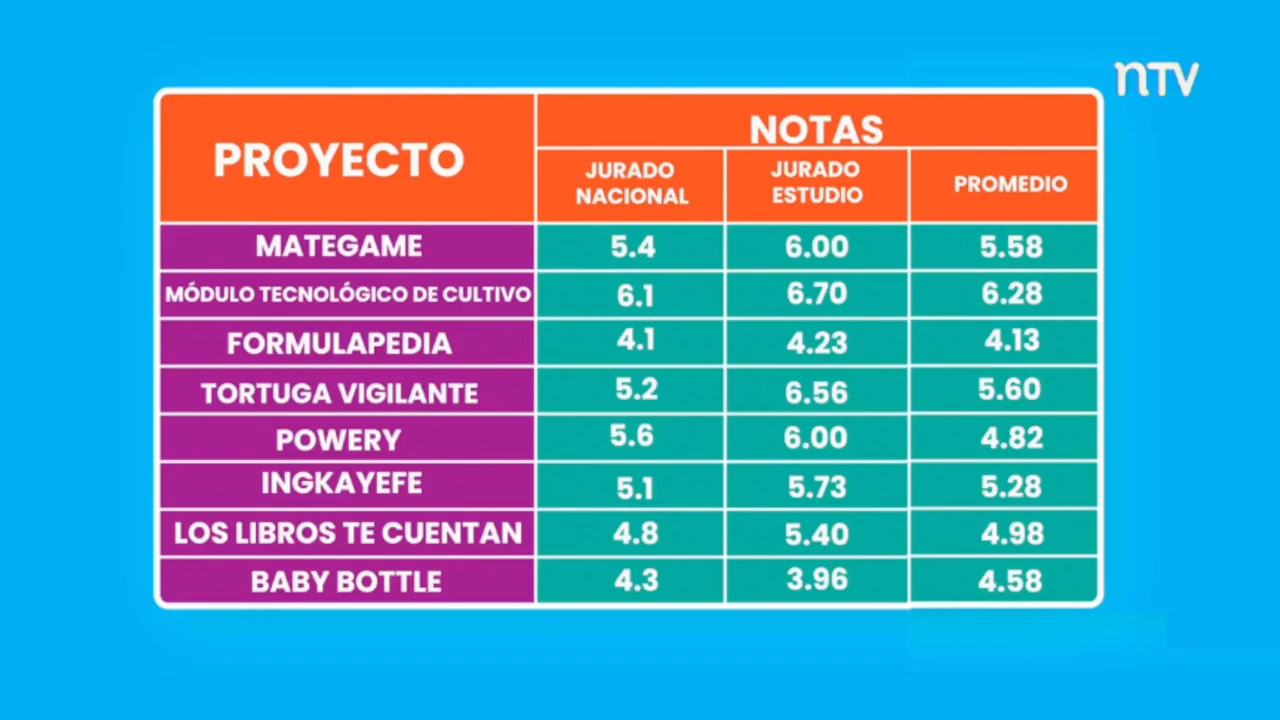 nTV
PROYECTO
NOTAS
JURADO NACIONAL
JURADO ESTUDIO
PROMEDIO
MATEGAME 5.4 6.00 5.58
MÓDULO TECNOLÓGICO DE CULTIVO 6.1 6.70 6.28
FORMULAPEDIA 4.1 4.23 4.13
TORTUGA VIGILANTE 5.2 6.56 5.60
POWERY 5.6 6.00 4.82
INGKAYEFE 5.1 5.73 5.28
LOS LIBROS TE CUENTAN 4.8 5.40 4.98
BABY BOTTLE 4.3 3.96 4.58